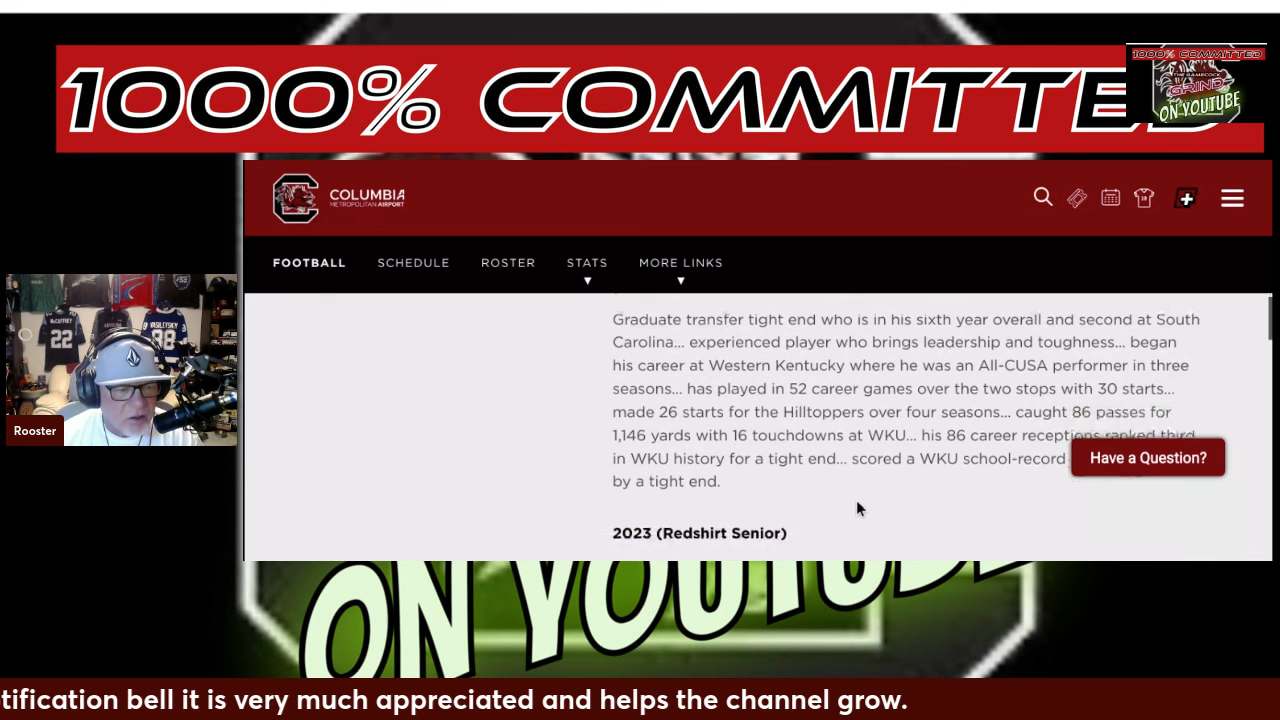 1000% COMMITTED
1000% COMMITTED
THE GAMECOCK
GRIND
ON YOUTUBE
COLUMBIA
METROPOLITAN AIRPORT
FOOTBALL SCHEDULE ROSTER STATS MORE LINKS
Graduate transfer tight end who is in his sixth year overall and second at South
Carolina... experienced player who brings leadership and toughness... began
his career at Western Kentucky where he was an All-CUSA performer in three
seasons... has played in 52 career games over the two stops with 30 starts...
made 26 starts for the Hilltoppers over four seasons... caught 86 passes for
1,146 yards with 16 touchdowns at WKU... his 86 career receptions ranked third
in WKU history for a tight end... scored a WKU school-record
by a tight end.
Have a Question?
2023 (Redshirt Senior)
McCAFFREY
22
VASILEVSKY
88
Rooster
ON YOUTUBE
tification bell it is very much appreciated and helps the channel grow.